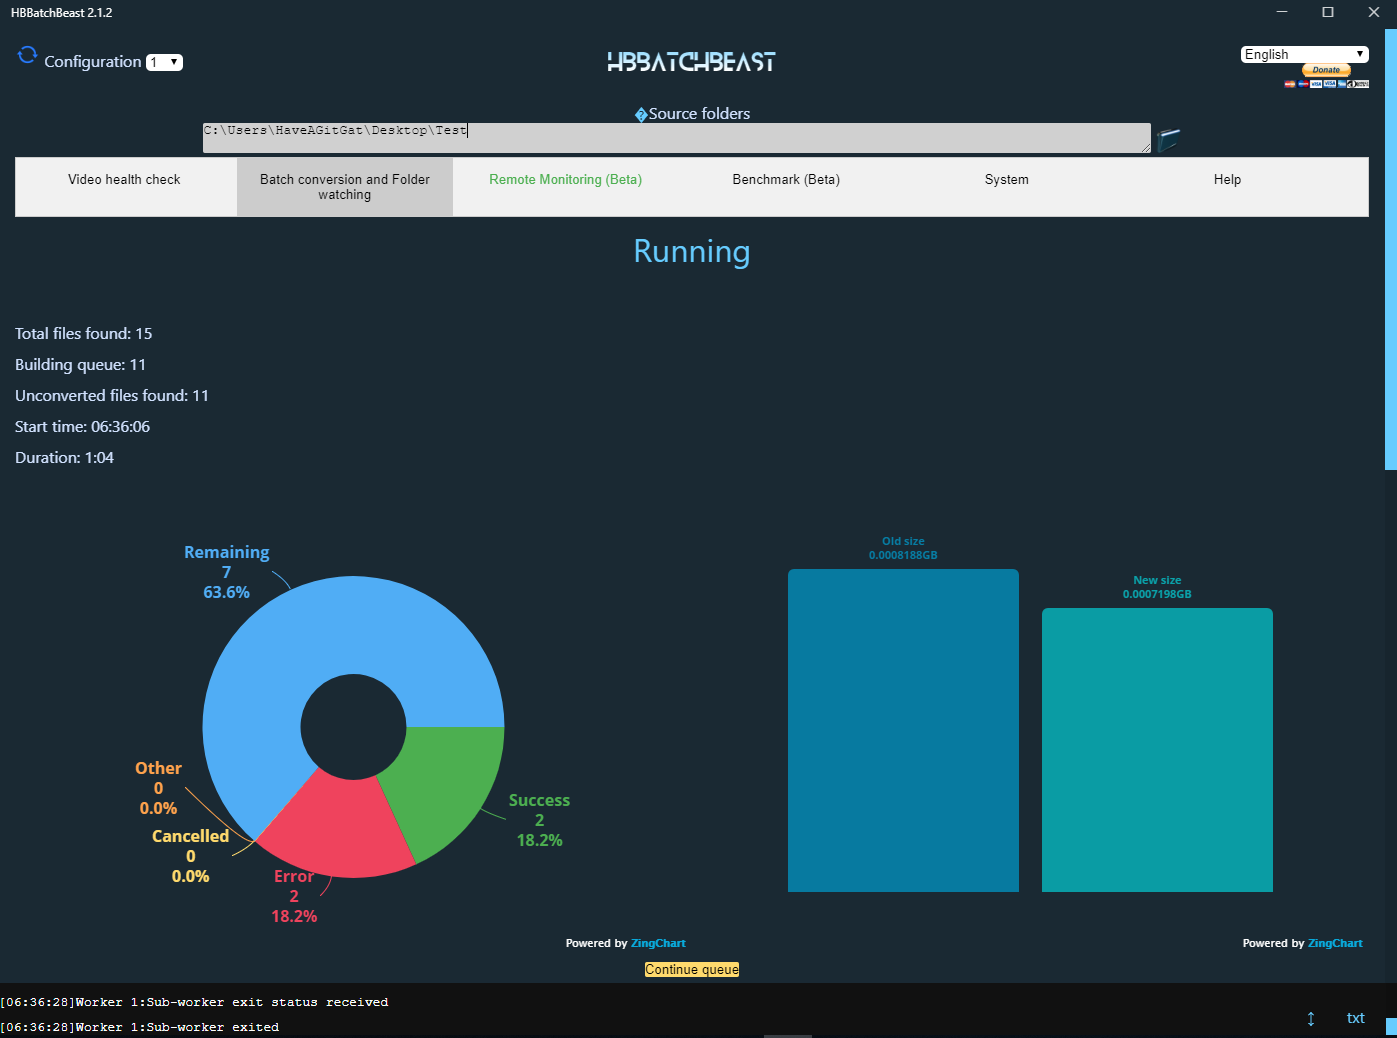 HBBatchBeast 2.1.2
Configuration 1
HBBATCHBEAST
English
Donate
Source folders
C:\Users\HaveAGitGat\Desktop\Test
Video health check
Batch conversion and Folder
watching
Remote Monitoring (Beta)
Benchmark (Beta)
System
Help
Running
Total files found: 15
Building queue: 11
Unconverted files found: 11
Start time: 06:36:06
Duration: 1:04
Remaining
7
63.6%
Other
0
0.0%
Cancelled
0
0.0%
Error
2
18.2%
Success
2
18.2%
Old size
0.0008188GB
New size
0.0007198GB
Powered by ZingChart
Powered by ZingChart
Continue queue
[06:36:28]Worker 1:Sub-worker exit status received
[06:36:28]Worker 1:Sub-worker exited
txt